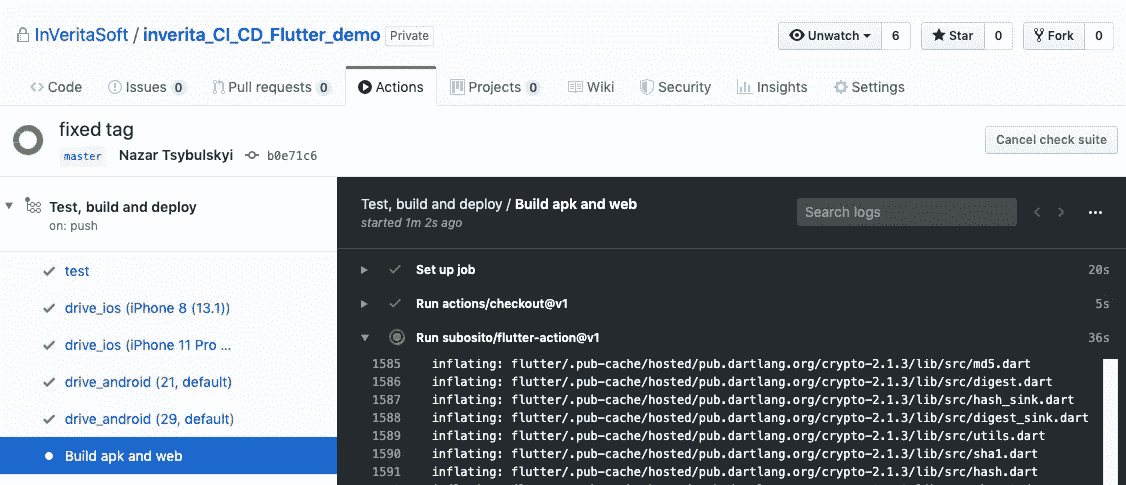 InVeritaSoft / inverita_CI_CD_Flutter_demo Private
Unwatch 6 Star 0 Fork 0
Code Issues 0 Pull requests 0 Actions Projects 0 Wiki Security Insights Settings
fixed tag
master Nazar Tsybulskyi b0e71c6
Cancel check suite
Test, build and deploy
on: push
test
drive_ios (iPhone 8 (13.1))
drive_ios (iPhone 11 Pro ...
drive_android (21, default)
drive_android (29, default)
Build apk and web
Test, build and deploy / Build apk and web
started 1m 2s ago
Search logs
Set up job 20s
Run actions/checkout@v1 5s
Run subosito/flutter-action@v1 36s
1585 inflating: flutter/.pub-cache/hosted/pub.dartlang.org/crypto-2.1.3/lib/src/md5.dart
1586 inflating: flutter/.pub-cache/hosted/pub.dartlang.org/crypto-2.1.3/lib/src/digest.dart
1587 inflating: flutter/.pub-cache/hosted/pub.dartlang.org/crypto-2.1.3/lib/src/hash_sink.dart
1588 inflating: flutter/.pub-cache/hosted/pub.dartlang.org/crypto-2.1.3/lib/src/digest_sink.dart
1589 inflating: flutter/.pub-cache/hosted/pub.dartlang.org/crypto-2.1.3/lib/src/utils.dart
1590 inflating: flutter/.pub-cache/hosted/pub.dartlang.org/crypto-2.1.3/lib/src/sha1.dart
1591 inflating: flutter/.pub-cache/hosted/pub.dartlang.org/crypto-2.1.3/lib/src/hash.dart